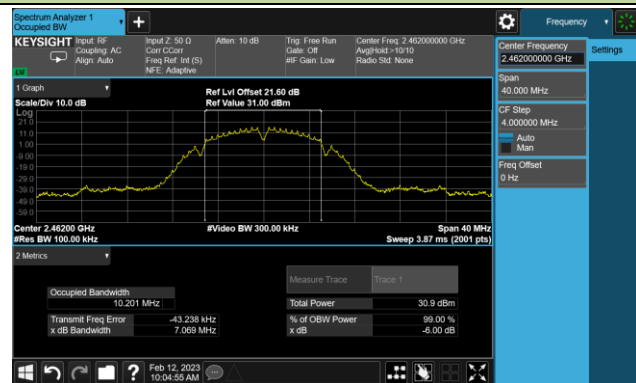 Spectrum Analyzer 1
Occupied BW
+
Frequency
KEYSIGHT
Input: RF
Coupling: AC
Align: Auto
Input Z: 50 Ω
Corr CCorr
Freq Ref: Int (S)
NFE: Adaptive
Atten: 10 dB
Trig: Free Run
Gate: Off
#IF Gain: Low
Center Freq: 2.462000000 GHz
Avg|Hold:>10/10
Radio Std: None
Center Frequency
2.462000000 GHz
Settings
Span
40.000 MHz
CF Step
4.000000 MHz
Auto
Man
Freq Offset
0 Hz
1 Graph
Scale/Div 10.0 dB
Ref Lvl Offset 21.60 dB
Ref Value 31.00 dBm
Log
21.0
11.0
1.00
-9.00
-19.0
-29.0
-39.0
-49.0
-59.0
Center 2.46200 GHz
#Res BW 100.00 kHz
#Video BW 300.00 kHz
Span 40 MHz
Sweep 3.87 ms (2001 pts)
2 Metrics
Measure Trace
Trace 1
Occupied Bandwidth
10.201 MHz
Total Power
30.9 dBm
Transmit Freq Error
-43.238 kHz
% of OBW Power
99.00 %
x dB Bandwidth
7.069 MHz
x dB
-6.00 dB
?
Feb 12, 2023
10:04:55 AM